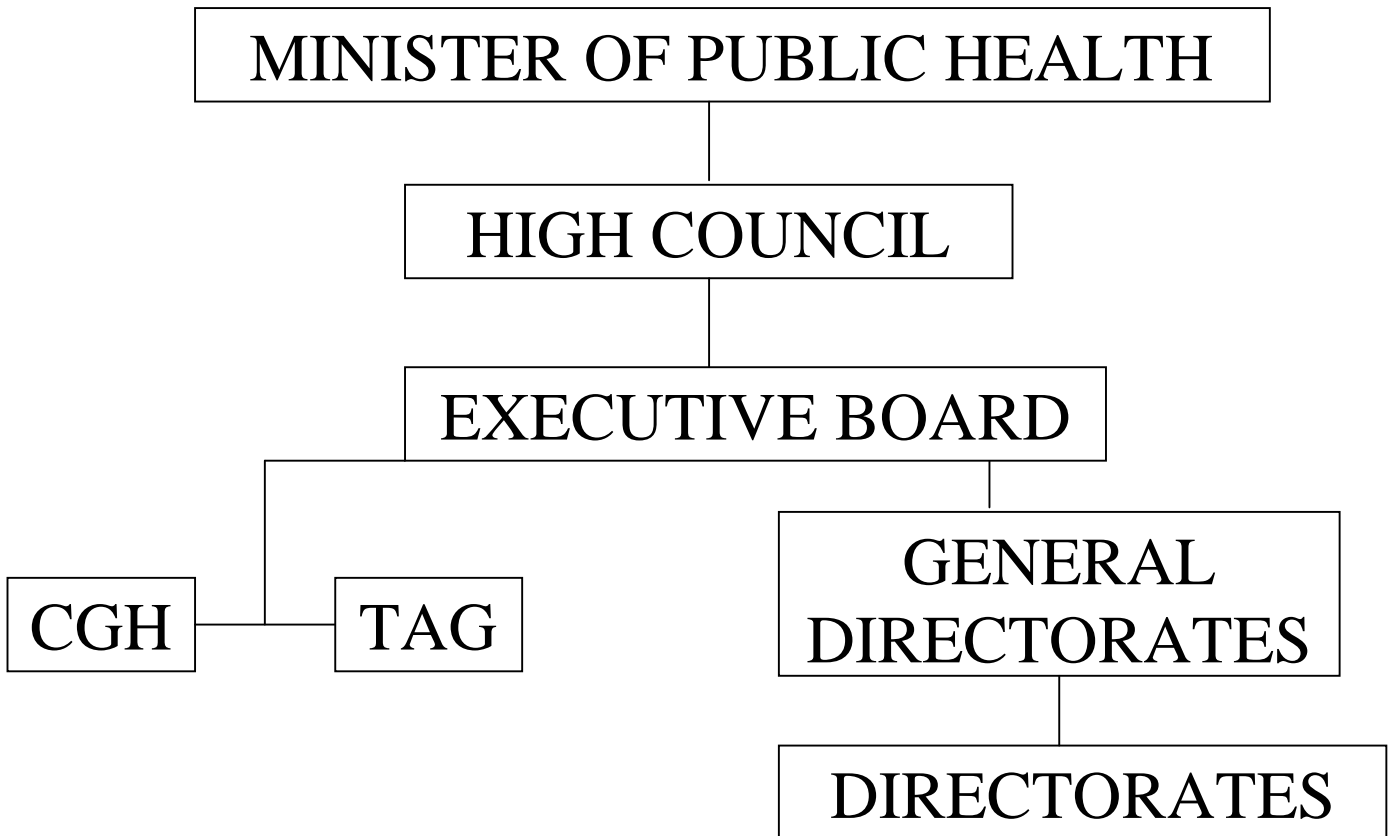 MINISTER OF PUBLIC HEALTH
HIGH COUNCIL
EXECUTIVE BOARD
GENERAL
DIRECTORATES
CGH
TAG
DIRECTORATES